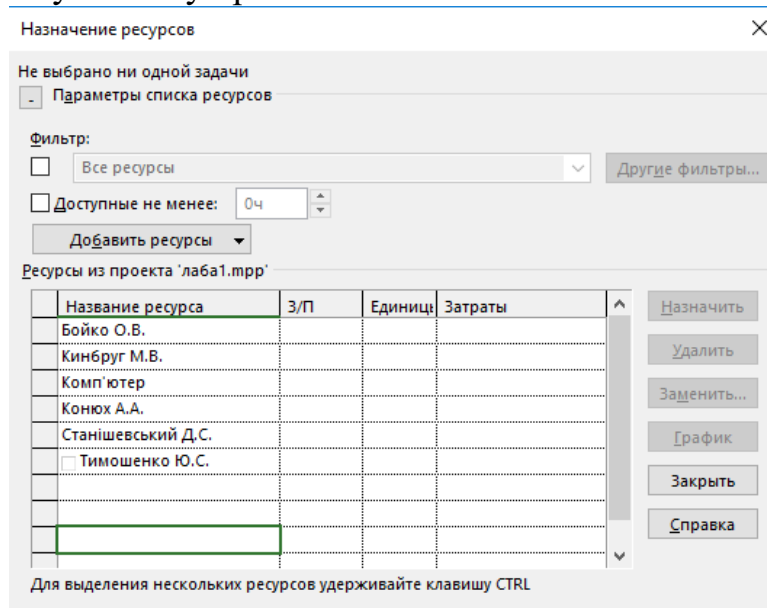 Назначение ресурсов
Не выбрано ни одной задачи
- Параметры списка ресурсов
Фильтр:
Все ресурсы Другие фильтры...
Доступные не менее: 0ч
Добавить ресурсы
Ресурсы из проекта 'лаба1.mpp'
Название ресурса З/П Единицы Затраты Назначить
Бойко О.В.
Кинбруг М.В. Удалить
Комп'ютер
Конюх А.А. Заменить...
Станішевський Д.С. График
Тимошенко Ю.С.
Закрыть
Справка
Для выделения нескольких ресурсов удерживайте клавишу CTRL